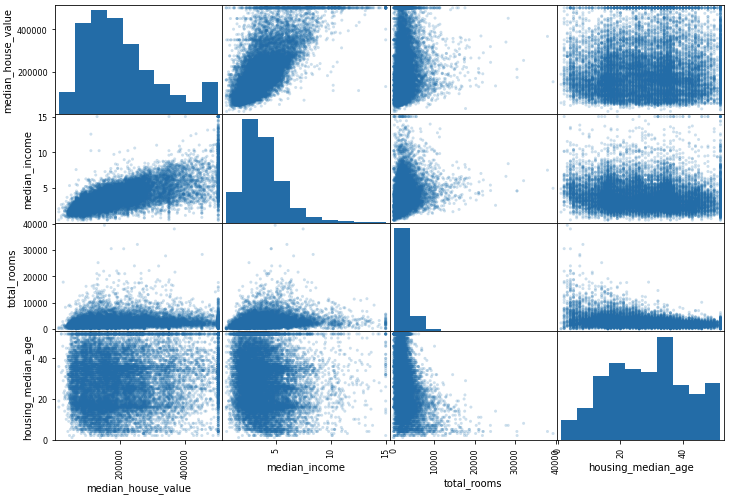 median_house_value
400000
200000
median_income
15
10
5
total_rooms
40000
30000
20000
10000
0
housing_median_age
40
20
0
200000 400000
median_house_value
5 10 15
median_income
0 10000 20000 30000 40000
total_rooms
20 40
housing_median_age